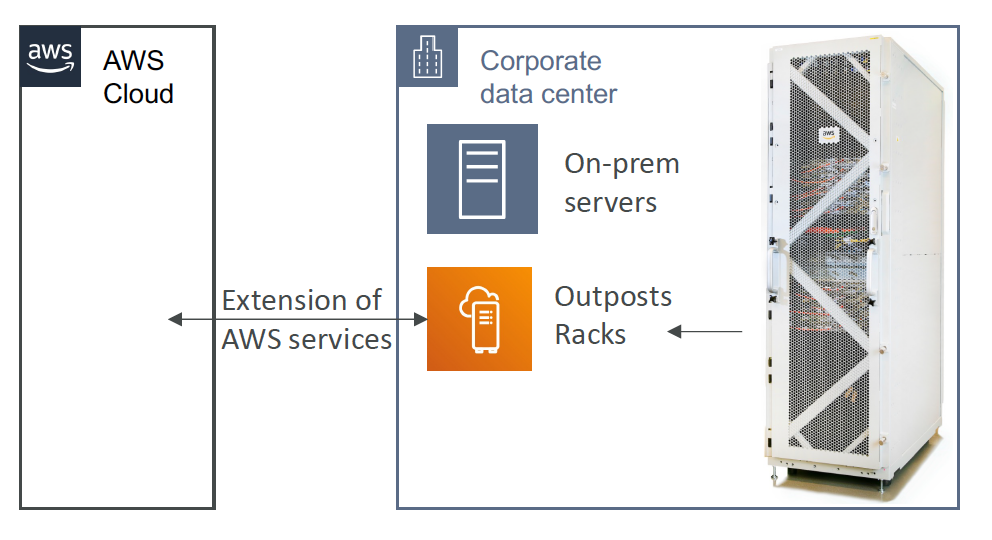 aws
AWS
Cloud
Corporate
data center
On-prem
servers
Extension of
AWS services
Outposts
Racks
aws